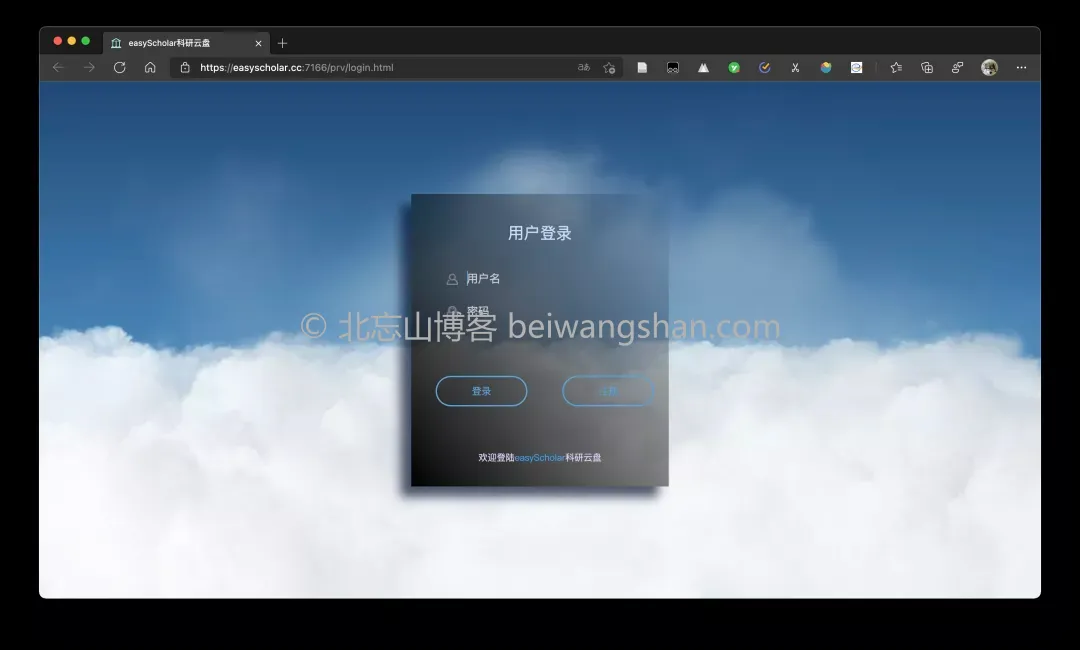 easyScholar科研云盘
https://easyscholar.cc:7166/prv/login.html
用户登录
用户名
密码
© 北忘山博客 beiwangshan.com
登录
注册
欢迎登陆easyScholar科研云盘